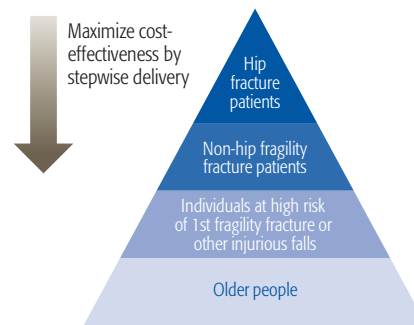 Maximize cost-
effectiveness by
stepwise delivery
Hip
fracture
patients
Non-hip fragility
fracture patients
Individuals at high risk
of 1st fragility fracture or
other injurious falls
Older people